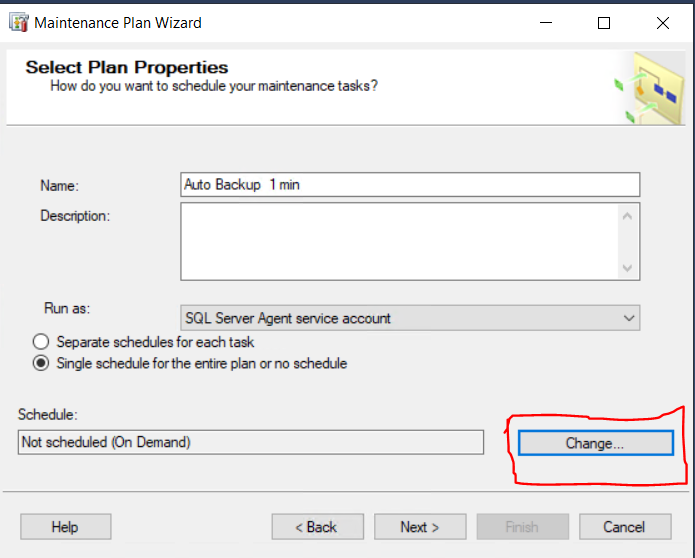 Maintenance Plan Wizard
Select Plan Properties
How do you want to schedule your maintenance tasks?
Name:
Auto Backup  1 min
Description:
Run as:
SQL Server Agent service account
Separate schedules for each task
Single schedule for the entire plan or no schedule
Schedule:
Not scheduled (On Demand)
Change...
Help
< Back
Next >
Finish
Cancel